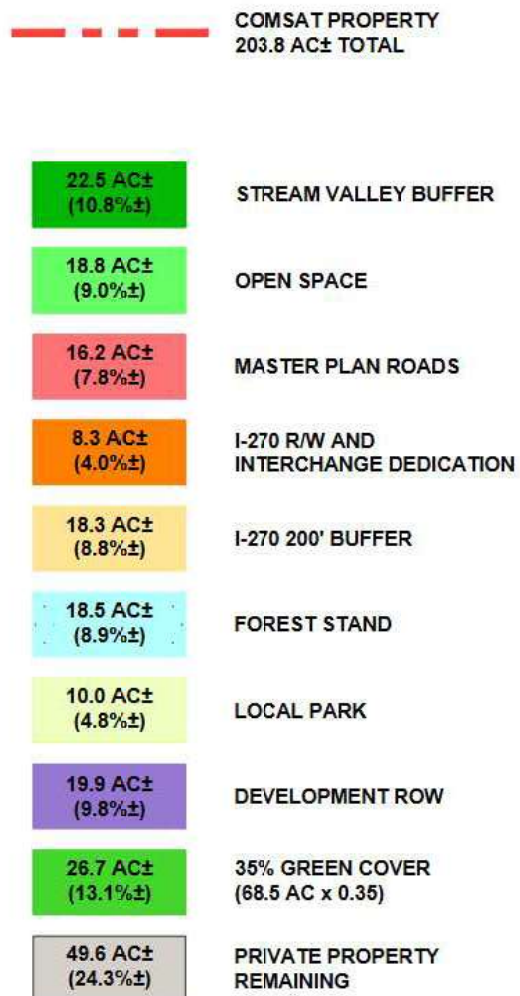 COMSAT PROPERTY
203.8 AC± TOTAL
22.5 AC±
(10.8%±)
STREAM VALLEY BUFFER
18.8 AC±
(9.0%±)
OPEN SPACE
16.2 AC±
(7.8%±)
MASTER PLAN ROADS
8.3 AC±
(4.0%±)
I-270 R/W AND
INTERCHANGE DEDICATION
18.3 AC±
(8.8%±)
I-270 200' BUFFER
18.5 AC±
(8.9%±)
FOREST STAND
10.0 AC±
(4.8%±)
LOCAL PARK
19.9 AC±
(9.8%±)
DEVELOPMENT ROW
26.7 AC±
(13.1%±)
35% GREEN COVER
(68.5 AC x 0.35)
49.6 AC±
(24.3%±)
PRIVATE PROPERTY
REMAINING